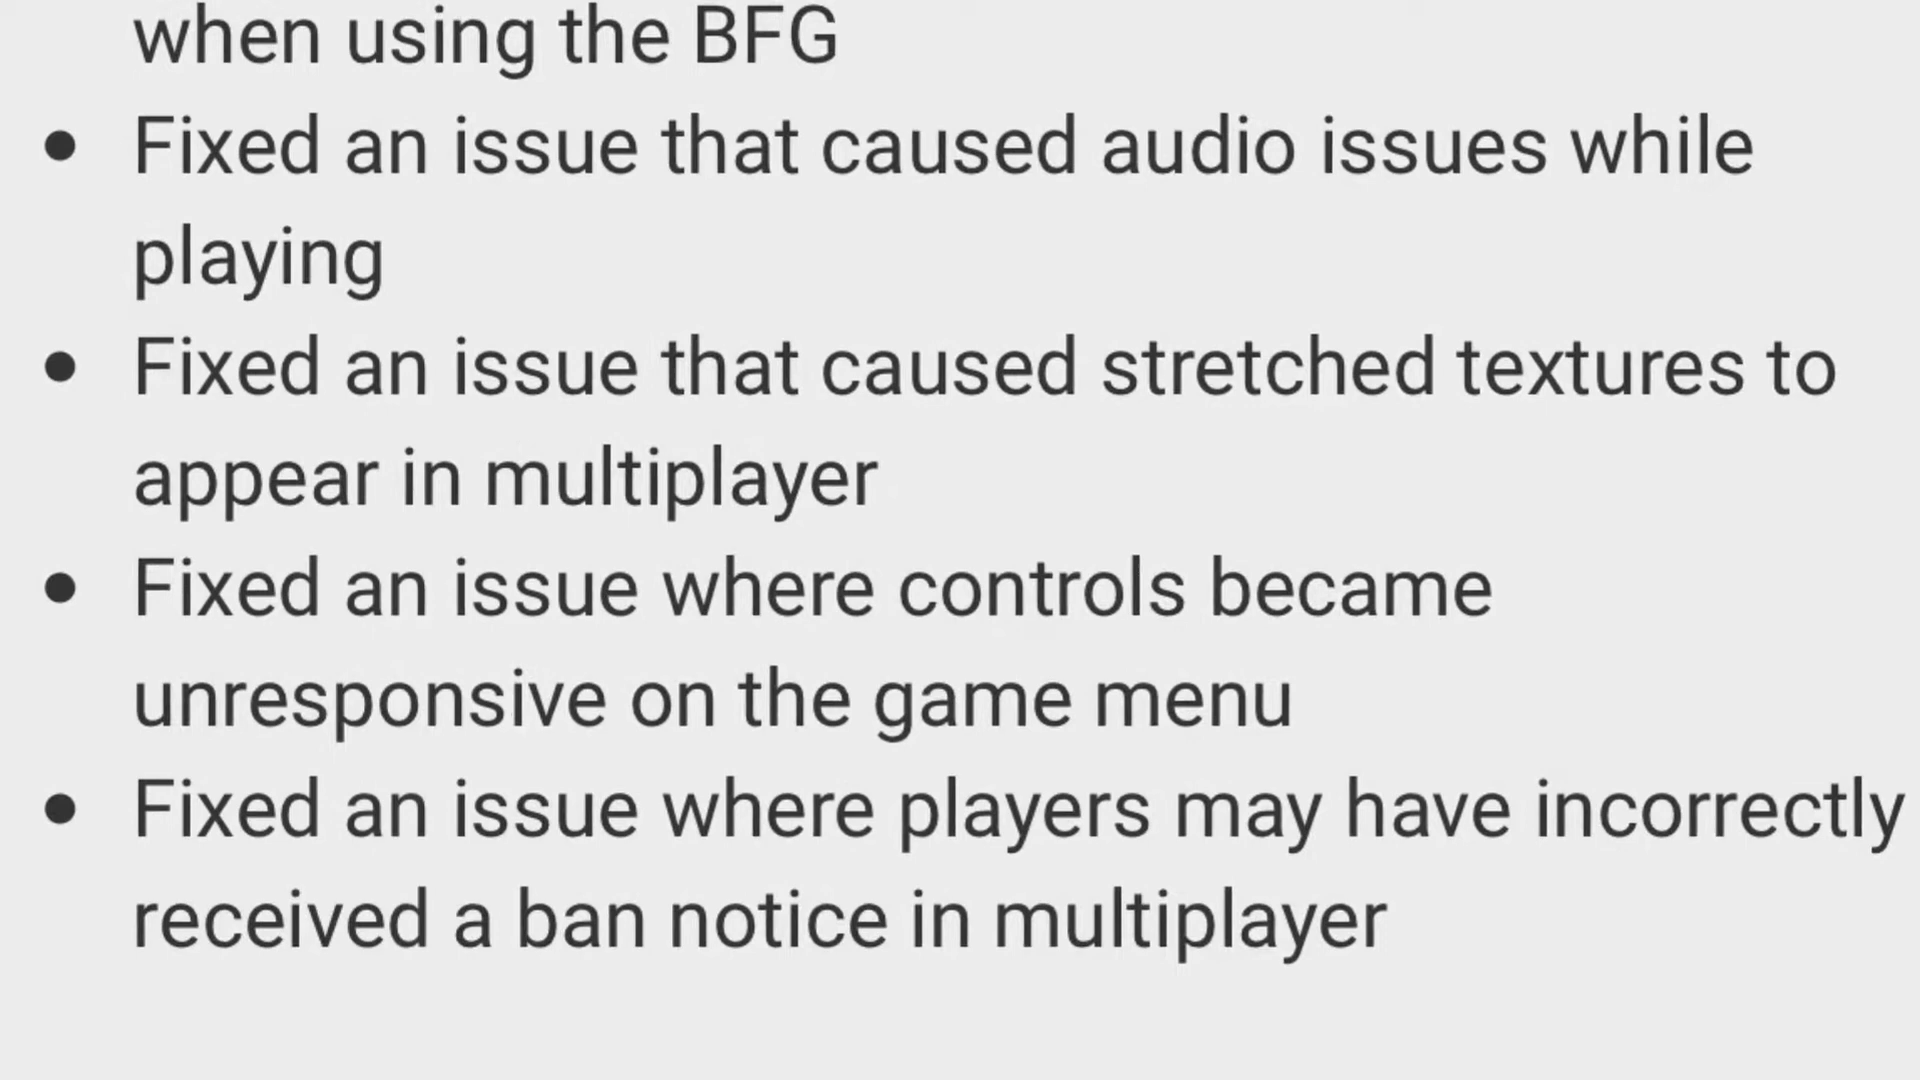 when using the BFG
• Fixed an issue that caused audio issues while
playing
• Fixed an issue that caused stretched textures to
appear in multiplayer
• Fixed an issue where controls became
unresponsive on the game menu
• Fixed an issue where players may have incorrectly
received a ban notice in multiplayer